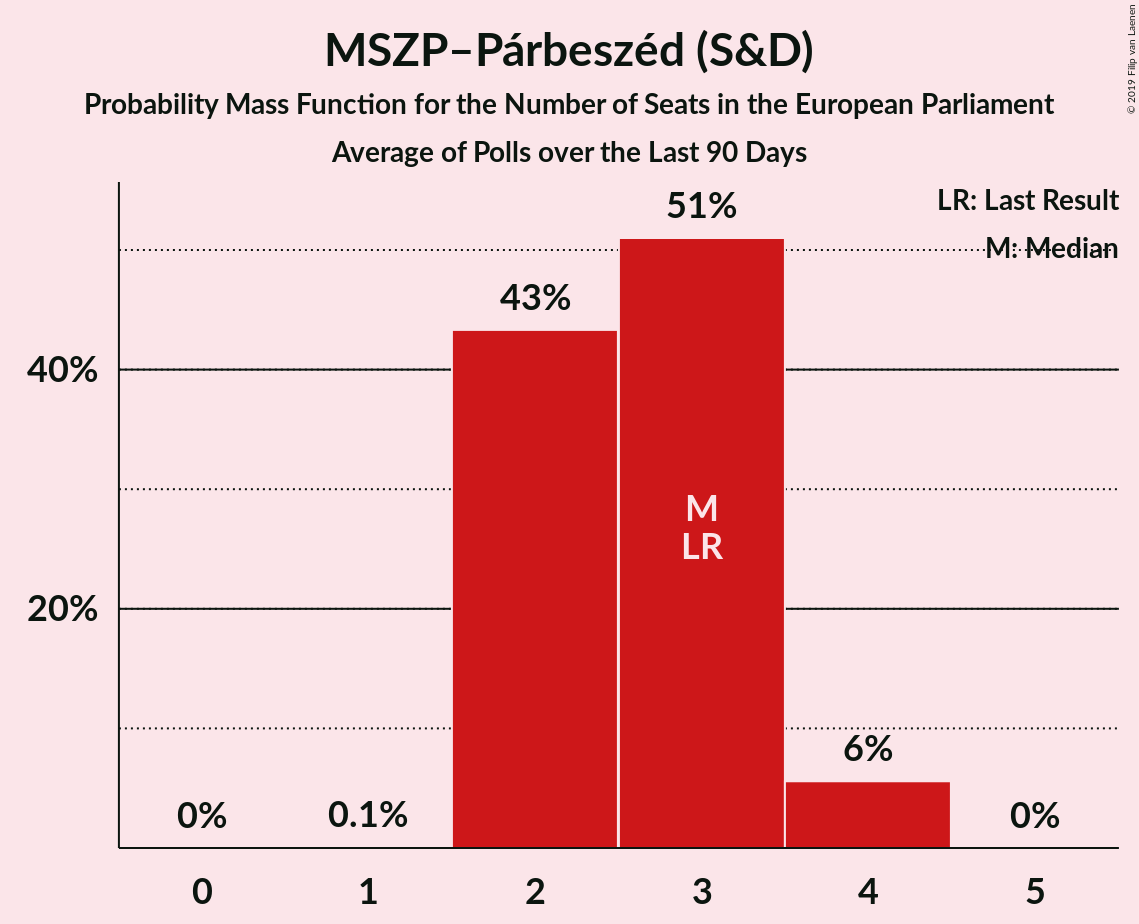 MSZP–Párbeszéd (S&D)
Probability Mass Function for the Number of Seats in the European Parliament
Average of Polls over the Last 90 Days
© 2019 Filip van Laenen
LR: Last Result
M: Median
51%
43%
40%
M
LR
20%
6%
0%
0.1%
0%
0
1
2
3
4
5